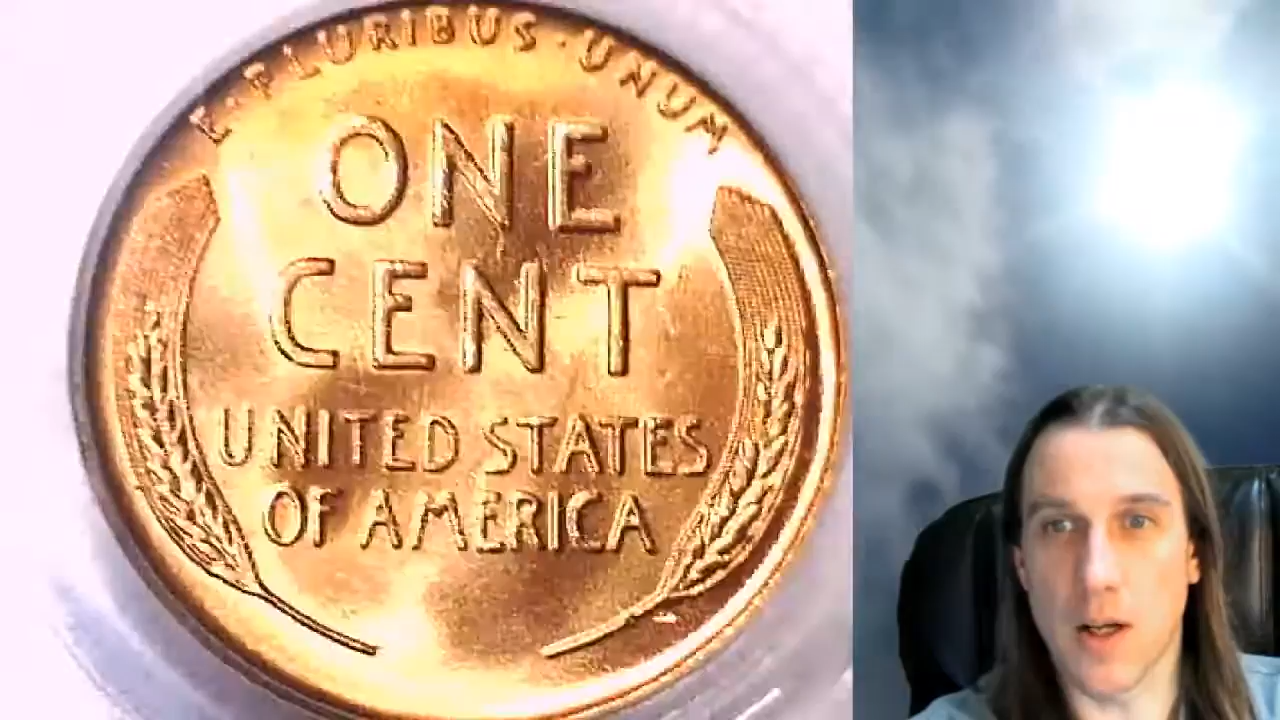 E·PLURIBUS·UNUM
ONE
CENT
UNITED STATES
OF AMERICA